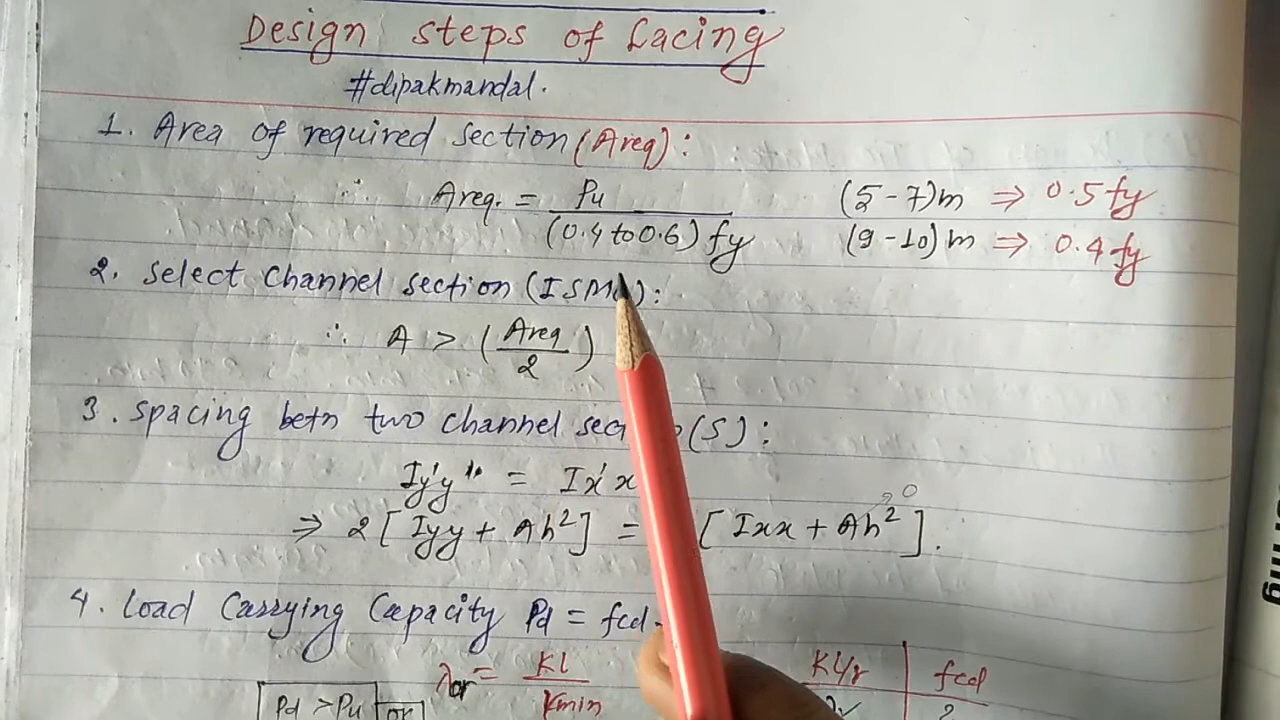 Design steps of Lacing
#dipakmandal.
1. Area of required section (Areq):
∴ Areq. = Pu / (0.4 to 0.6) fy
(5-7)m ⇒ 0.5 fy
(9-10)m ⇒ 0.4 fy
2. Select channel section (ISM
∴ A > (Areq / 2)
3. Spacing betn two channel (S):
Iy'y' = Ix'x
⇒ 2 [Iyy + Ah²] = [Ixx + Ah²].
4. Load Carrying Capacity Pd = fcd
λ or = Kl / rmin
Kl/r fcd
Pd > Pu or